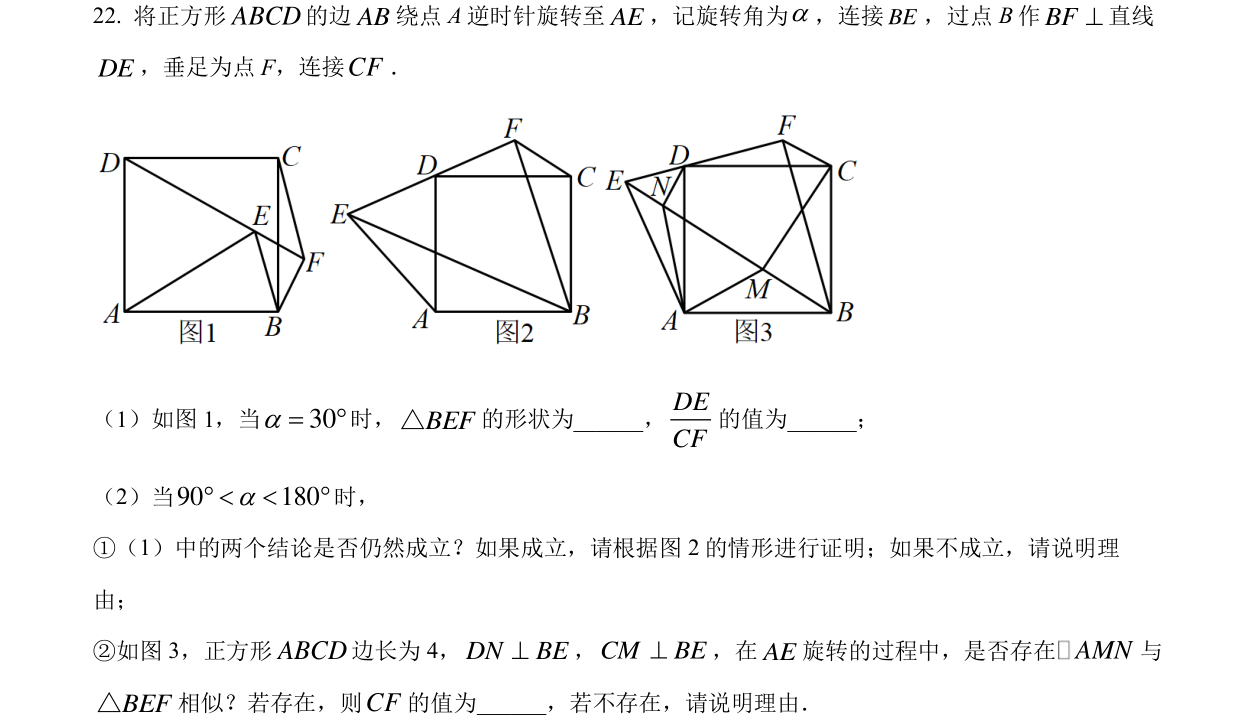 22. 将正方形ABCD的边AB绕点A逆时针旋转至AE，记旋转角为α，连接BE，过点B作BF⊥直线
DE，垂足为点F，连接CF．
D C E F A B 图1
F D C E A B 图2
F D C E N M A B 图3
（1）如图1，当α=30°时，△BEF的形状为______，DE/CF的值为______；
（2）当90°<α<180°时，
①（1）中的两个结论是否仍然成立？如果成立，请根据图2的情形进行证明；如果不成立，请说明理
由；
②如图3，正方形ABCD边长为4，DN⊥BE，CM⊥BE，在AE旋转的过程中，是否存在□AMN与
△BEF相似？若存在，则CF的值为______，若不存在，请说明理由．